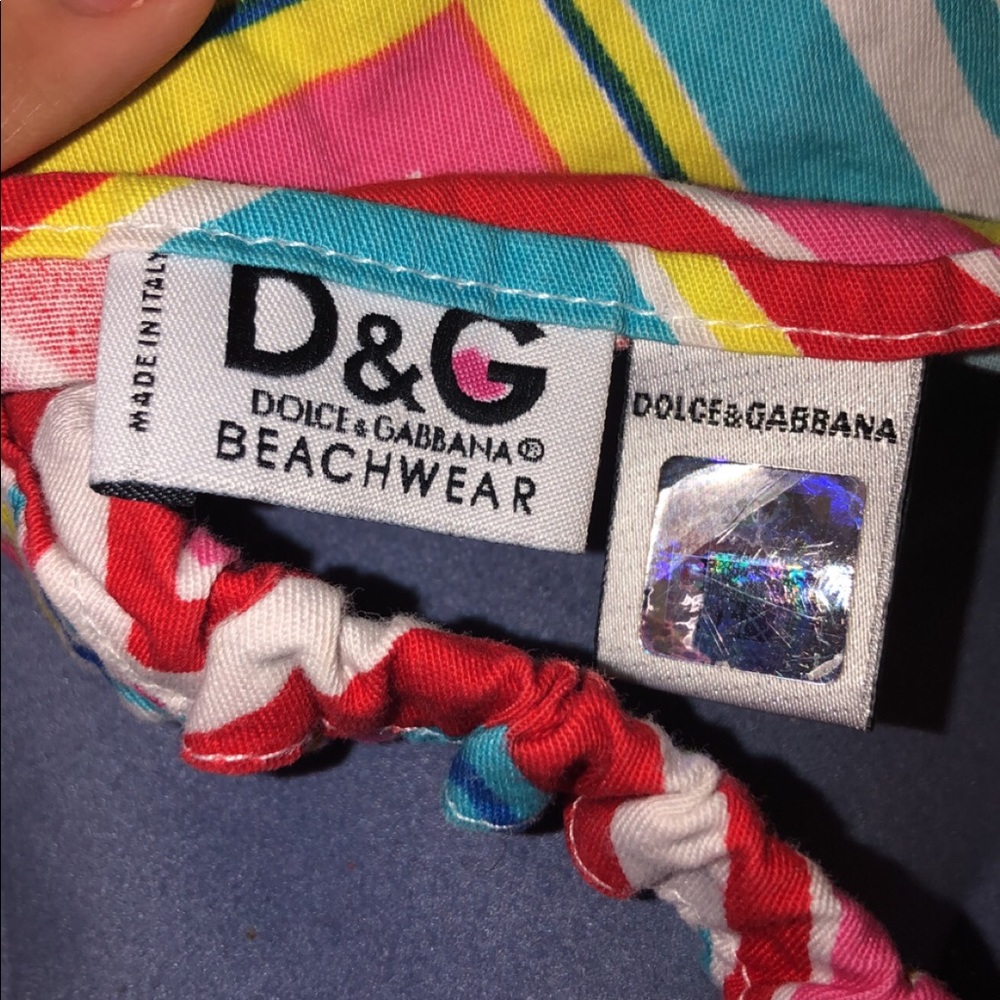 MADE IN ITALY
D&G
DOLCE & GABBANA®
BEACHWEAR
DOLCE&GABBANA